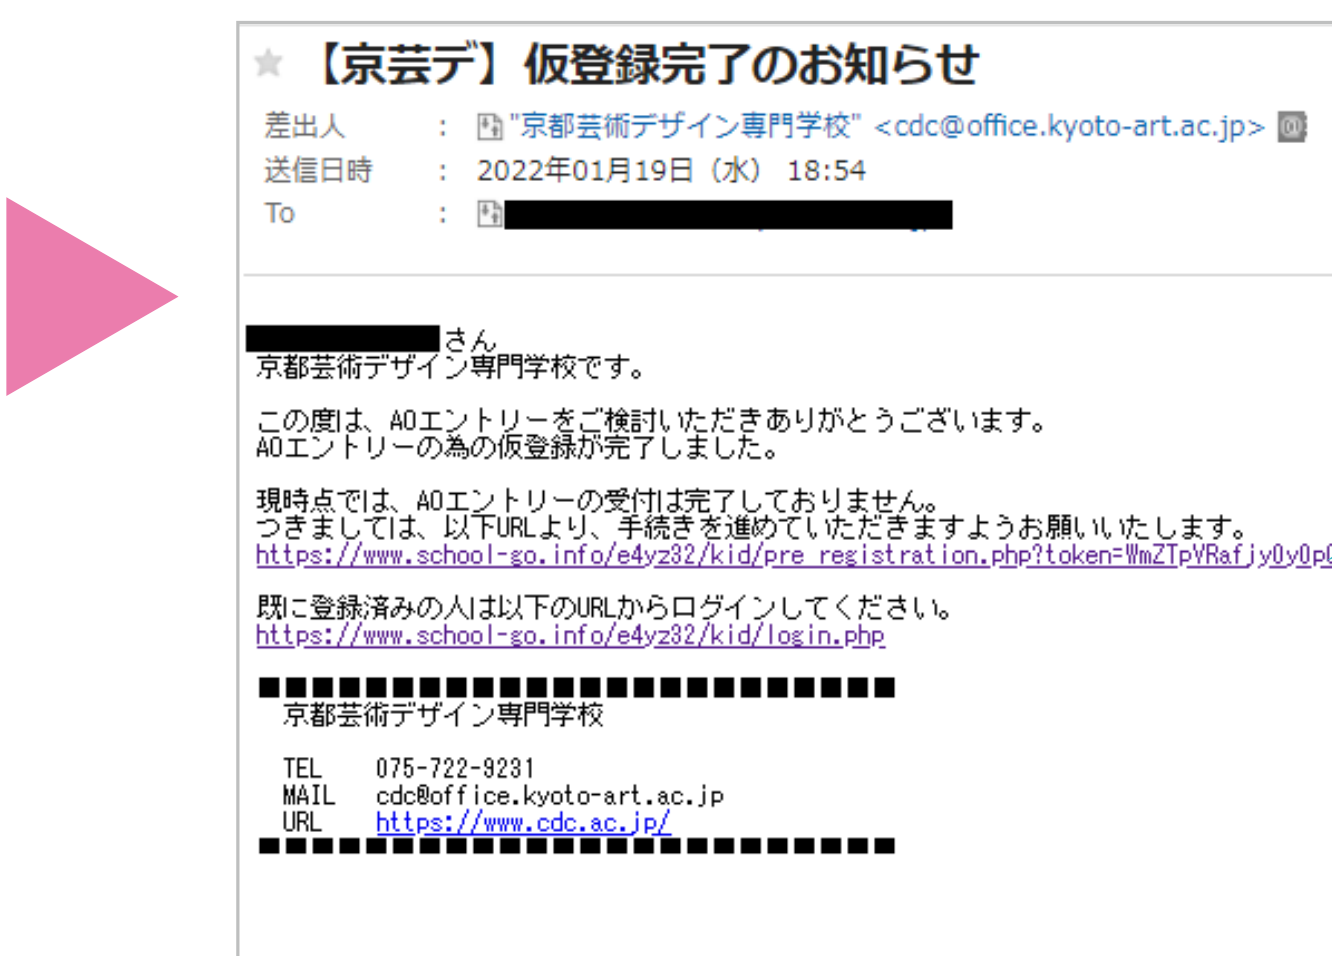 【京芸デ】仮登録完了のお知らせ
差出人 : "京都芸術デザイン専門学校" <cdc@office.kyoto-art.ac.jp> @
送信日時 : 2022年01月19日（水） 18:54
To :
さん
京都芸術デザイン専門学校です。
この度は、AOエントリーをご検討いただきありがとうございます。
AOエントリーの為の仮登録が完了しました。
現時点では、AOエントリーの受付は完了しておりません。
つきましては、以下URLより、手続きを進めていただきますようお願いいたします。
https://www.school-go.info/e4yz32/kid/pre_registration.php?token=WmZTpVRafjy0y0p
既に登録済みの人は以下のURLからログインしてください。
https://www.school-go.info/e4yz32/kid/login.php
■■■■■■■■■■■■■■■■■■■■■■■■
京都芸術デザイン専門学校
TEL 075-722-9231
MAIL cdc@office.kyoto-art.ac.jp
URL https://www.cdc.ac.jp/
■■■■■■■■■■■■■■■■■■■■■■■■